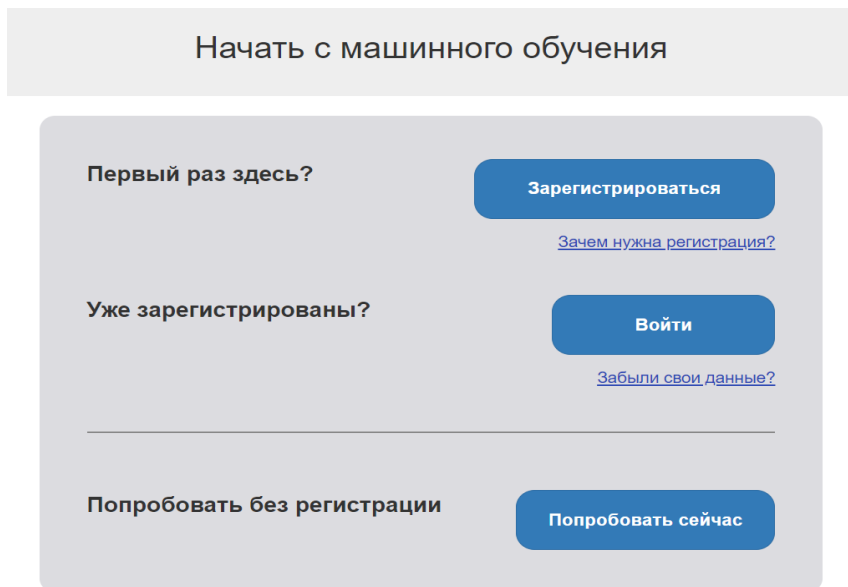 Начать с машинного обучения
Первый раз здесь?
Зарегистрироваться
Зачем нужна регистрация?
Уже зарегистрированы?
Войти
Забыли свои данные?
Попробовать без регистрации
Попробовать сейчас